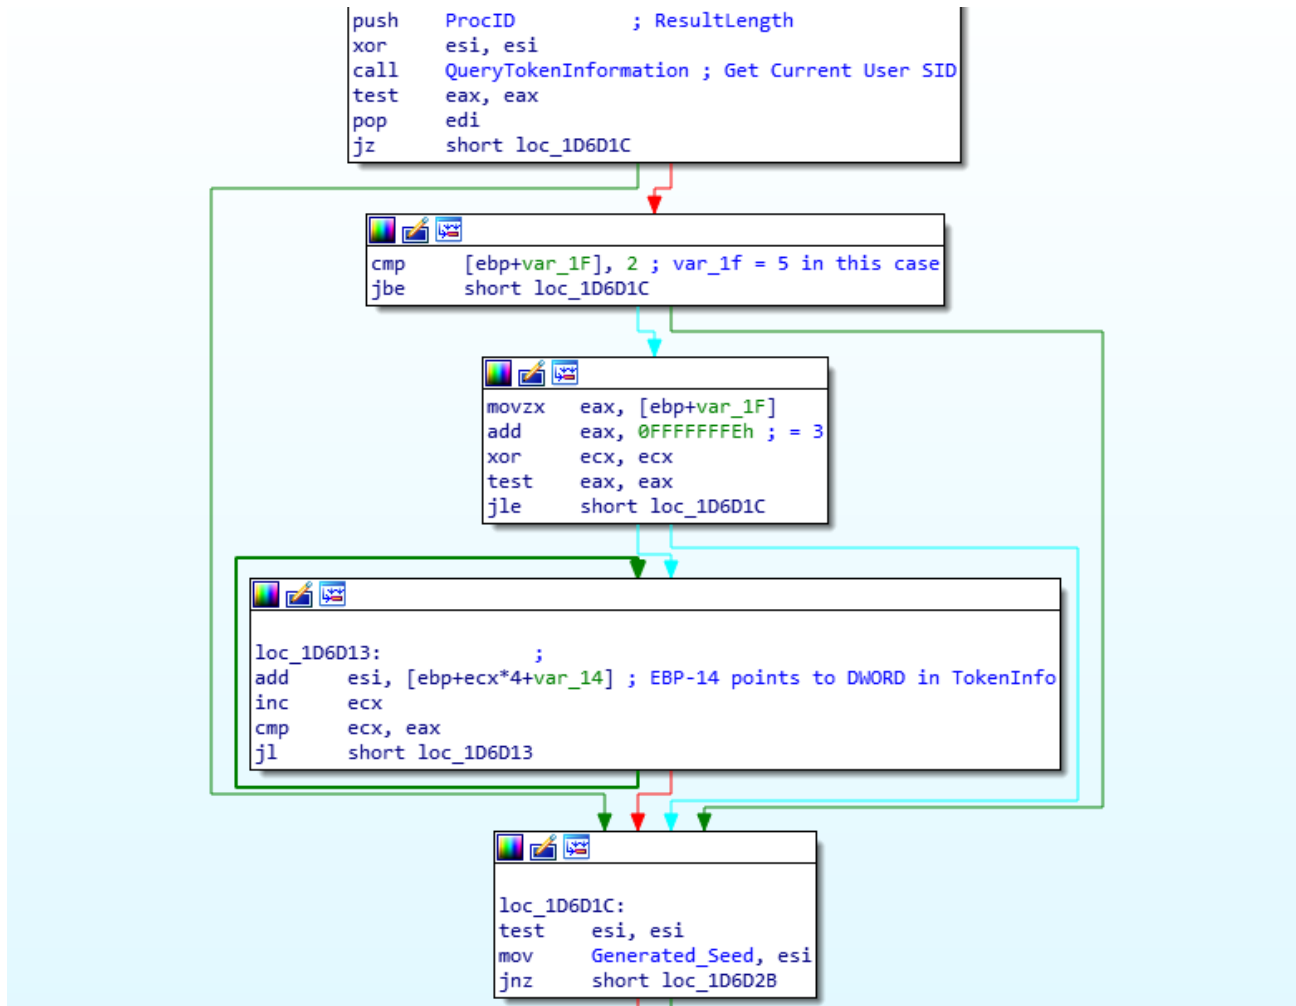 push ProcID ; ResultLength
xor esi, esi
call QueryTokenInformation ; Get Current User SID
test eax, eax
pop edi
jz short loc_1D6D1C
cmp [ebp+var_1F], 2 ; var_1f = 5 in this case
jbe short loc_1D6D1C
movzx eax, [ebp+var_1F]
add eax, 0FFFFFFFEh ; = 3
xor ecx, ecx
test eax, eax
jle short loc_1D6D1C
loc_1D6D13: ;
add esi, [ebp+ecx*4+var_14] ; EBP-14 points to DWORD in TokenInfo
inc ecx
cmp ecx, eax
jl short loc_1D6D13
loc_1D6D1C:
test esi, esi
mov Generated_Seed, esi
jnz short loc_1D6D2B